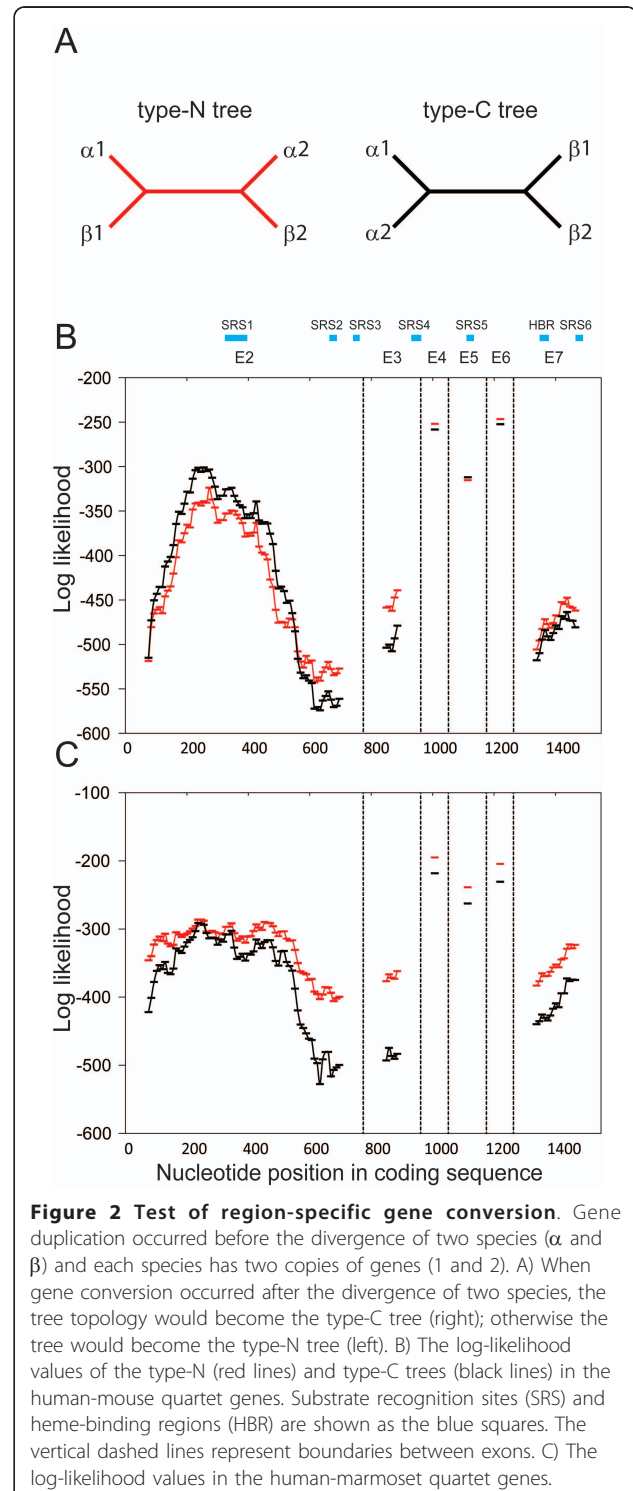 A
type-N tree type-C tree
α1 α2 α1 β1
β1 β2 α2 β2
SRS1 SRS2 SRS3 SRS4 SRS5 HBR SRS6
B
E2 E3 E4 E5 E6 E7
-200
-250
-300
-350
-400
-450
-500
-550
-600
Log likelihood
0 200 400 600 800 1000 1200 1400
C
-100
-200
-300
-400
-500
-600
Log likelihood
0 200 400 600 800 1000 1200 1400
Nucleotide position in coding sequence
Figure 2 Test of region-specific gene conversion. Gene
duplication occurred before the divergence of two species (α and
β) and each species has two copies of genes (1 and 2). A) When
gene conversion occurred after the divergence of two species, the
tree topology would become the type-C tree (right); otherwise the
tree would become the type-N tree (left). B) The log-likelihood
values of the type-N (red lines) and type-C trees (black lines) in the
human-mouse quartet genes. Substrate recognition sites (SRS) and
heme-binding regions (HBR) are shown as the blue squares. The
vertical dashed lines represent boundaries between exons. C) The
log-likelihood values in the human-marmoset quartet genes.